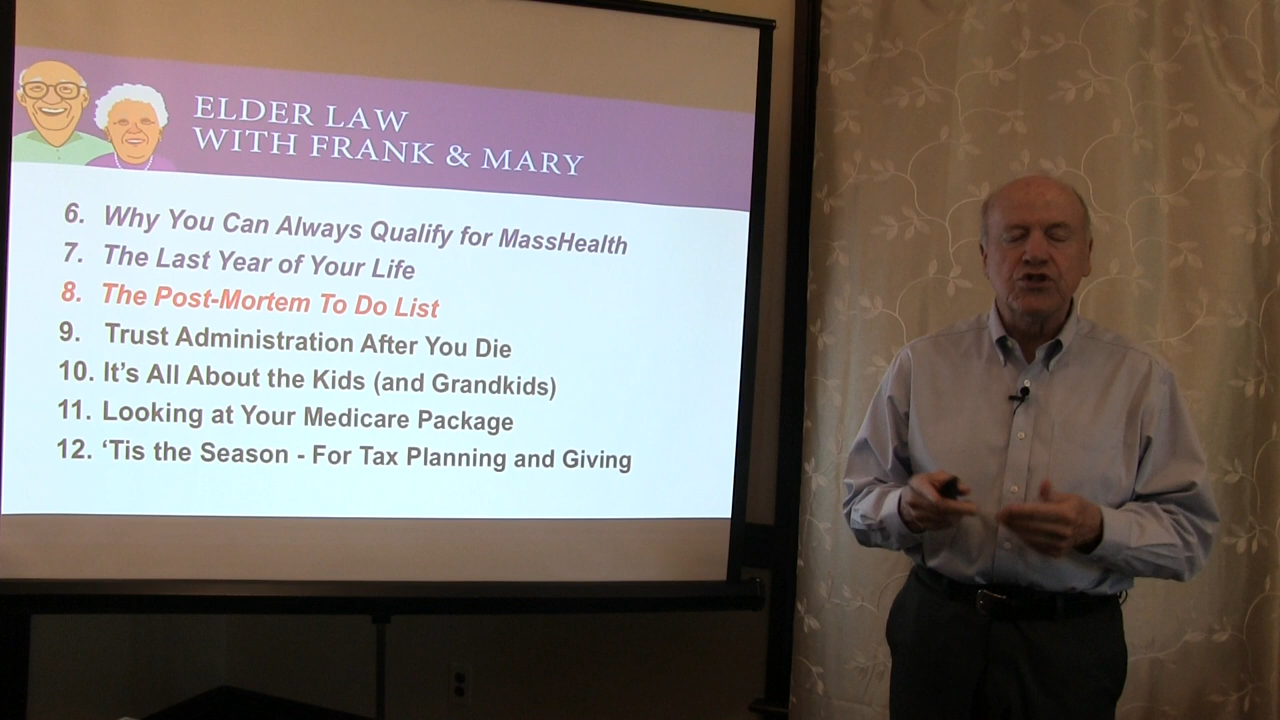 ELDER LAW
WITH FRANK & MARY
6. Why You Can Always Qualify for MassHealth
7. The Last Year of Your Life
8. The Post-Mortem To Do List
9. Trust Administration After You Die
10. It's All About the Kids (and Grandkids)
11. Looking at Your Medicare Package
12. ‘Tis the Season - For Tax Planning and Giving